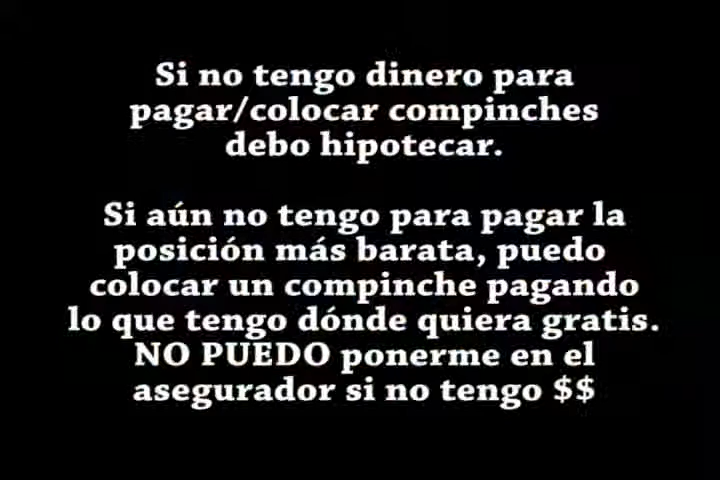 Si no tengo dinero para
pagar/colocar compinches
debo hipotecar.
Si aún no tengo para pagar la
posición más barata, puedo
colocar un compinche pagando
lo que tengo dónde quiera gratis.
NO PUEDO ponerme en el
asegurador si no tengo $$